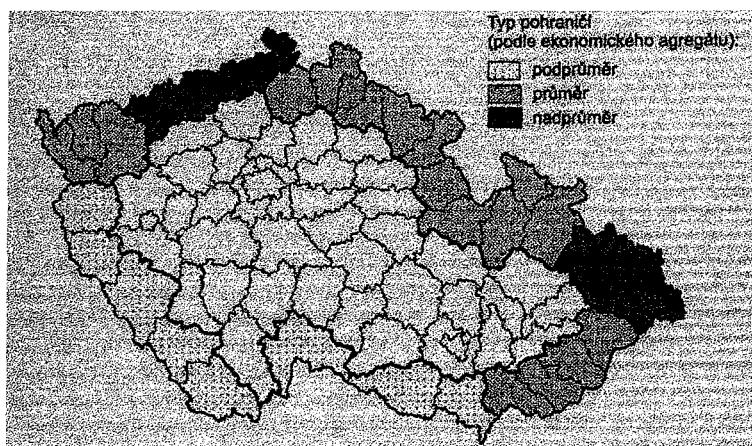 Typ pohraničí
(podle ekonomického agregátu):
podprůměr
průměr
nadprůměr